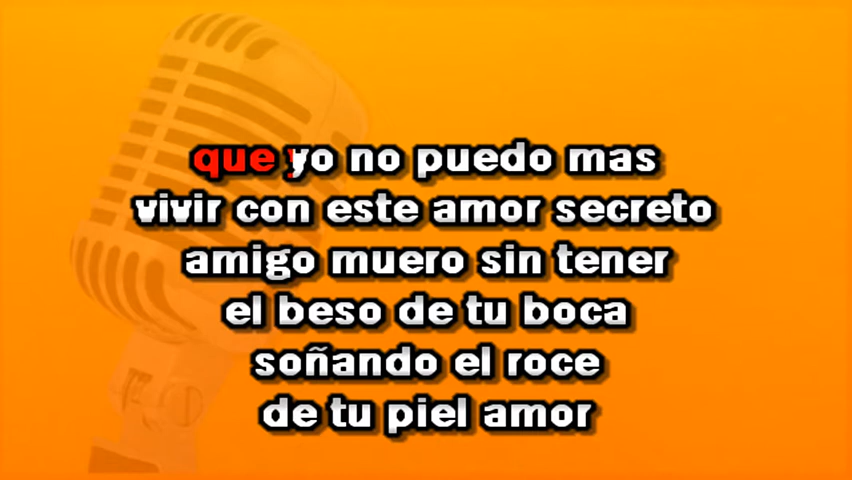 que yo no puedo mas
vivir con este amor secreto
amigo muero sin tener
el beso de tu boca
soñando el roce
de tu piel amor